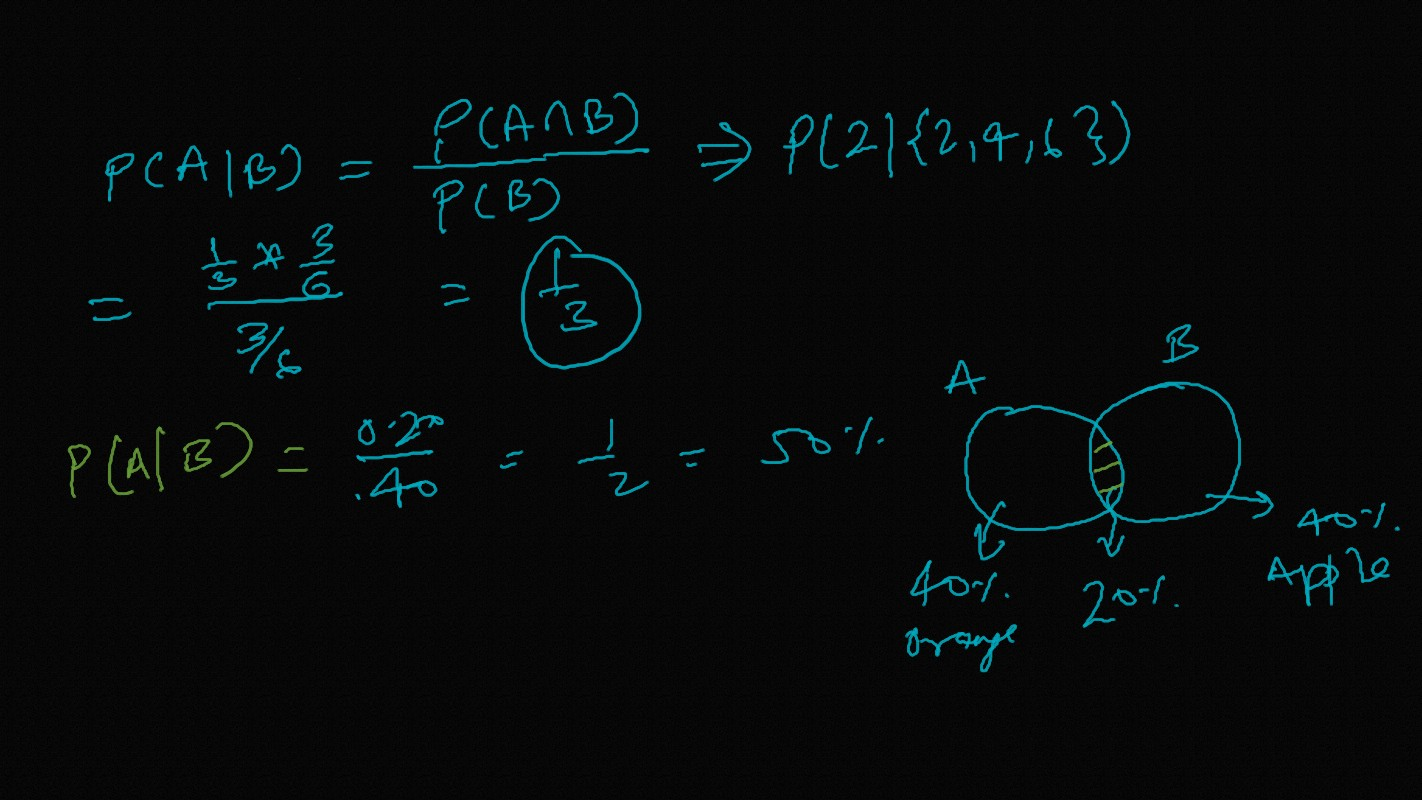 P(A|B) = P(A∩B) / P(B) ⇒ P(2|{2,4,6})
= (1/3 * 3/6) / (3/6) = 1/3
P(A|B) = 0.20 / .40 = 1/2 = 50%
A
B
40%
Orange
20%
40%
Apple